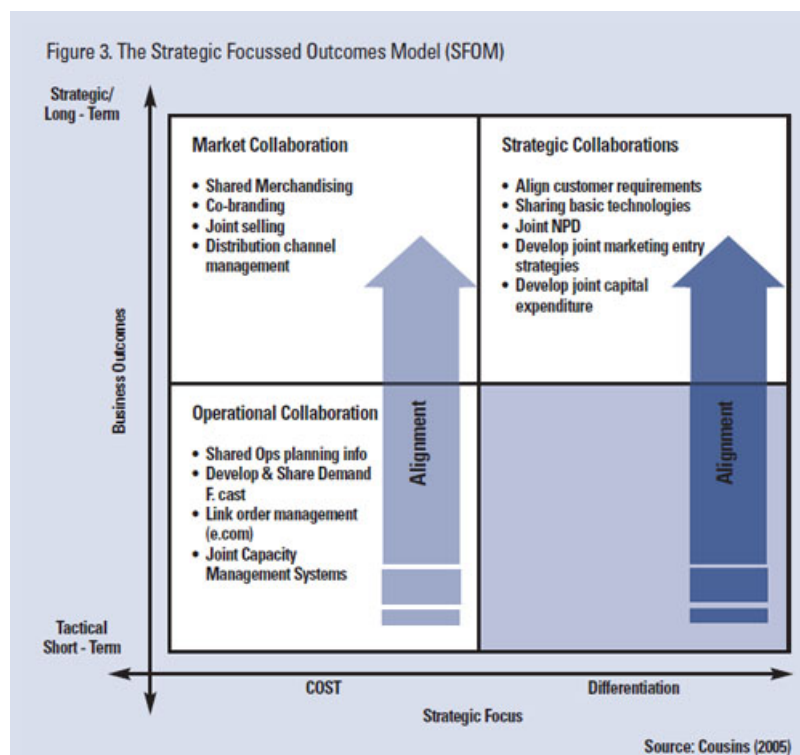 Figure 3. The Strategic Focussed Outcomes Model (SFOM)
Strategic/
Long - Term
Market Collaboration
• Shared Merchandising
• Co-branding
• Joint selling
• Distribution channel
management
Strategic Collaborations
• Align customer requirements
• Sharing basic technologies
• Joint NPD
• Develop joint marketing entry
strategies
• Develop joint capital
expenditure
Business Outcomes
Operational Collaboration
• Shared Ops planning info
• Develop & Share Demand
F. cast
• Link order management
(e.com)
• Joint Capacity
Management Systems
Alignment
Alignment
Tactical
Short - Term
COST
Differentiation
Strategic Focus
Source: Cousins (2005)